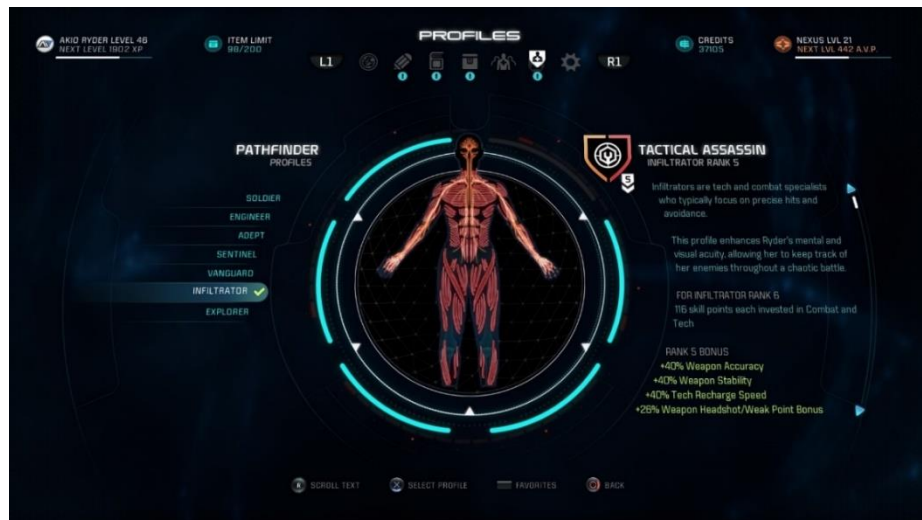 AKIO RYDER LEVEL 46
NEXT LEVEL 1902 XP
ITEM LIMIT
98/200
PROFILES
CREDITS
37105
NEXUS LVL 21
NEXT LVL 442 A.V.P.
L1
R1
PATHFINDER
PROFILES
SOLDIER
ENGINEER
ADEPT
SENTINEL
VANGUARD
INFILTRATOR
EXPLORER
TACTICAL ASSASSIN
INFILTRATOR RANK 5
5
Infiltrators are tech and combat specialists
who typically focus on precise hits and
avoidance.
This profile enhances Ryder's mental and
visual acuity, allowing her to keep track of
her enemies throughout a chaotic battle.
FOR INFILTRATOR RANK 6
116 skill points each invested in Combat and
Tech
RANK 5 BONUS
+40% Weapon Accuracy
+40% Weapon Stability
+40% Tech Recharge Speed
+26% Weapon Headshot/Weak Point Bonus
R SCROLL TEXT
SELECT PROFILE
FAVORITES
BACK